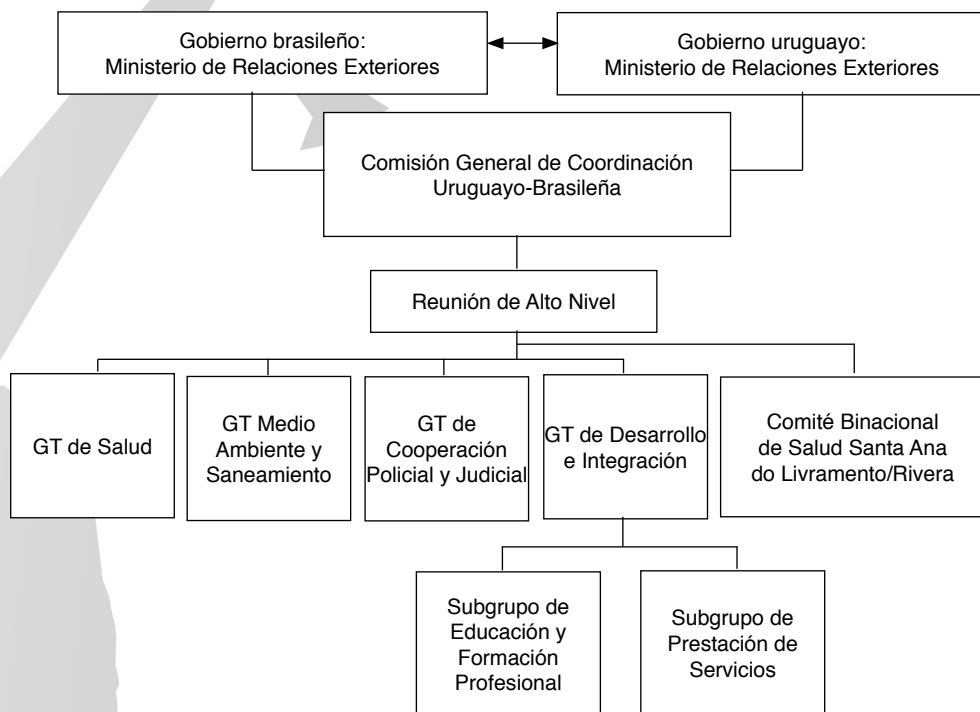 Gobierno brasileño:
Ministerio de Relaciones Exteriores
Gobierno uruguayo:
Ministerio de Relaciones Exteriores
Comisión General de Coordinación
Uruguayo-Brasileña
Reunión de Alto Nivel
GT de Salud
GT Medio
Ambiente y
Saneamiento
GT de
Cooperación
Policial y Judicial
GT de Desarrollo
e Integración
Comité Binacional
de Salud Santa Ana
do Livramento/Rivera
Subgrupo de
Educación y
Formación
Profesional
Subgrupo de
Prestación de
Servicios